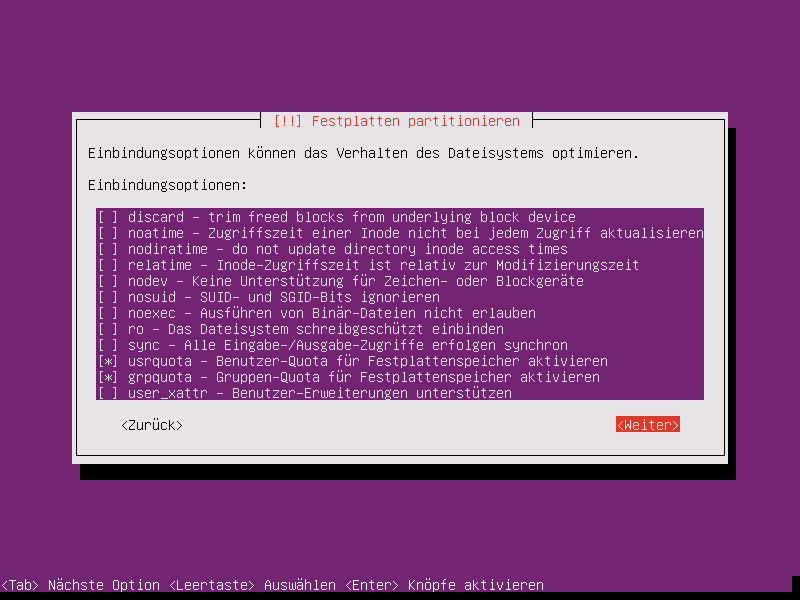 [!!] Festplatten partitionieren
Einbindungsoptionen können das Verhalten des Dateisystems optimieren.
Einbindungsoptionen:
[ ] discard - trim freed blocks from underlying block device
[ ] noatime - Zugriffszeit einer Inode nicht bei jedem Zugriff aktualisieren
[ ] nodiratime - do not update directory inode access times
[ ] relatime - Inode-Zugriffszeit ist relativ zur Modifizierungszeit
[ ] nodev - Keine Unterstützung für Zeichen- oder Blockgeräte
[ ] nosuid - SUID- und SGID-Bits ignorieren
[ ] noexec - Ausführen von Binär-Dateien nicht erlauben
[ ] ro - Das Dateisystem schreibgeschützt einbinden
[ ] sync - Alle Eingabe-/Ausgabe-Zugriffe erfolgen synchron
[*] usrquota - Benutzer-Quota für Festplattenspeicher aktivieren
[*] grpquota - Gruppen-Quota für Festplattenspeicher aktivieren
[ ] user_xattr - Benutzer-Erweiterungen unterstützen
<Zurück> <Weiter>
<Tab> Nächste Option <Leertaste> Auswählen <Enter> Knöpfe aktivieren